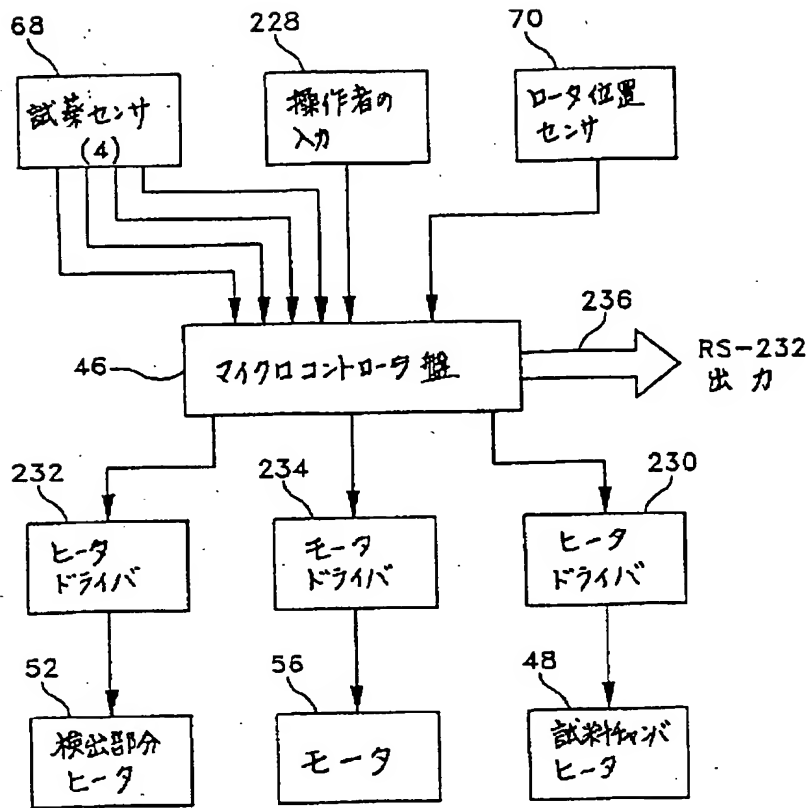 68
228
70
試薬センサ
(4)
操作者の
入力
ロータ位置
センサ
236
46
マイクロコントローラ盤
RS-232
出力
232
234
230
ヒータ
ドライバ
モータ
ドライバ
ヒータ
ドライバ
52
56
48
検出部分
ヒータ
モータ
試料チャンバ
ヒータ